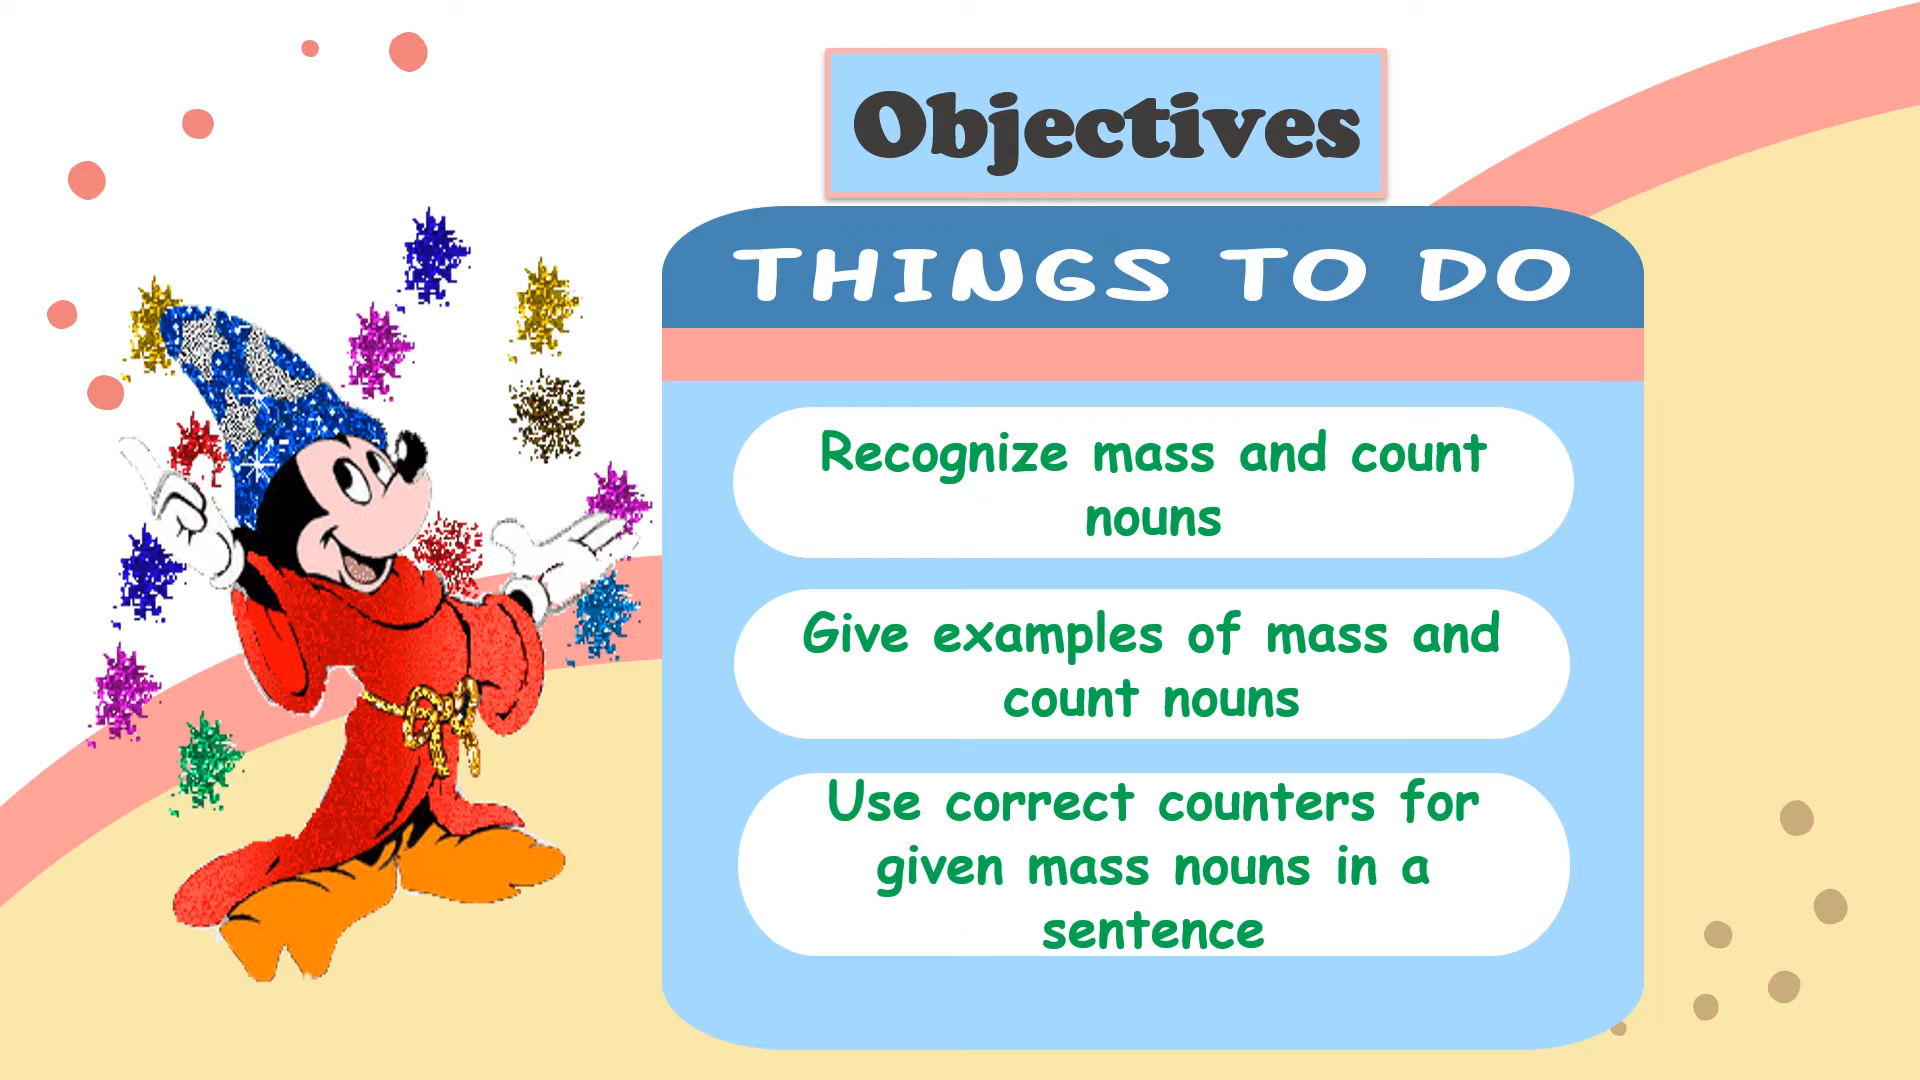 Objectives
THINGS TO DO
Recognize mass and count
nouns
Give examples of mass and
count nouns
Use correct counters for
given mass nouns in a
sentence